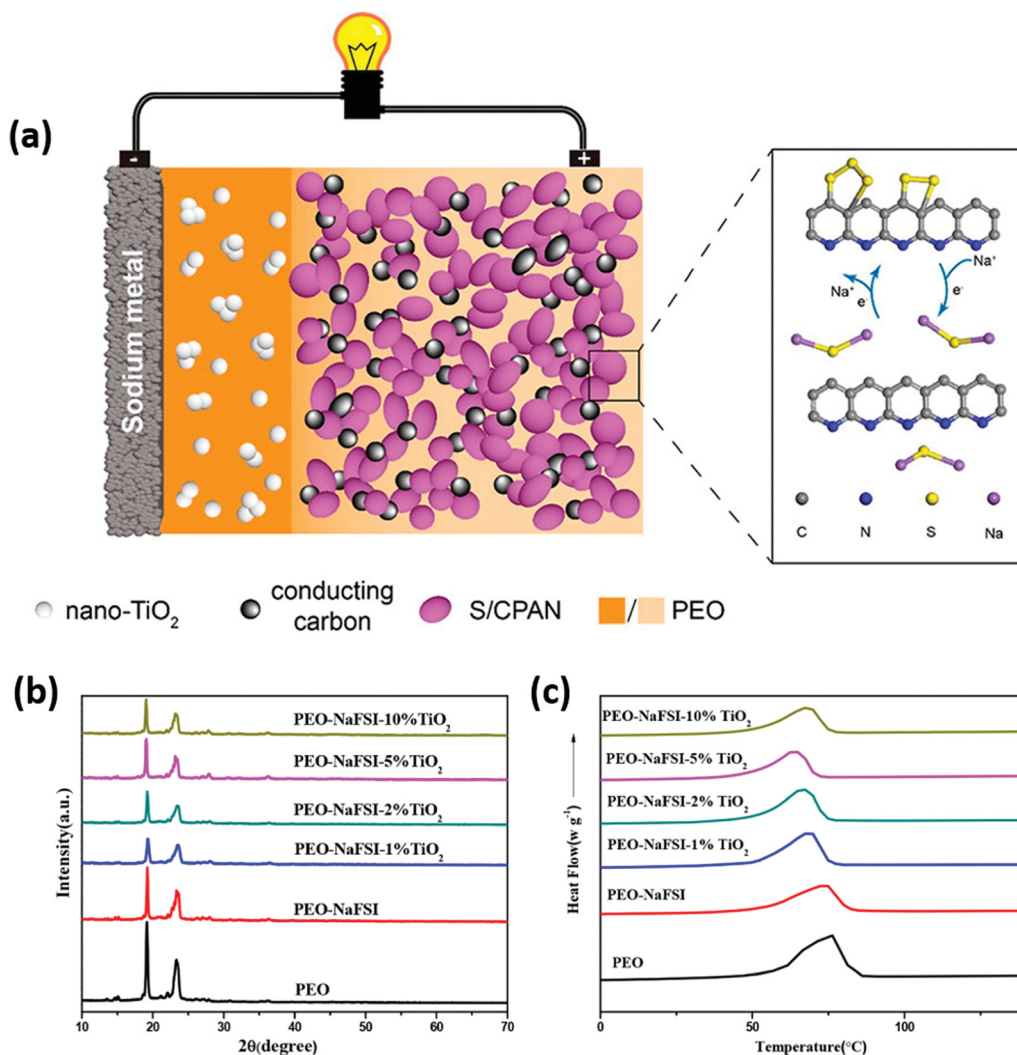 (a)
-
+
Sodium metal
Na⁺
Na⁺
e⁻
e⁻
C N S Na
nano-TiO₂
conducting
carbon
S/CPAN
/
PEO
(b)
PEO-NaFSI-10%TiO₂
PEO-NaFSI-5%TiO₂
PEO-NaFSI-2%TiO₂
PEO-NaFSI-1%TiO₂
PEO-NaFSI
PEO
Intensity(a.u.)
10 20 30 40 50 60 70
2θ(degree)
(c)
PEO-NaFSI-10% TiO₂
PEO-NaFSI-5% TiO₂
PEO-NaFSI-2% TiO₂
PEO-NaFSI-1% TiO₂
PEO-NaFSI
PEO
Heat Flow(w g⁻¹)
0 50 100
Temperature(°C)